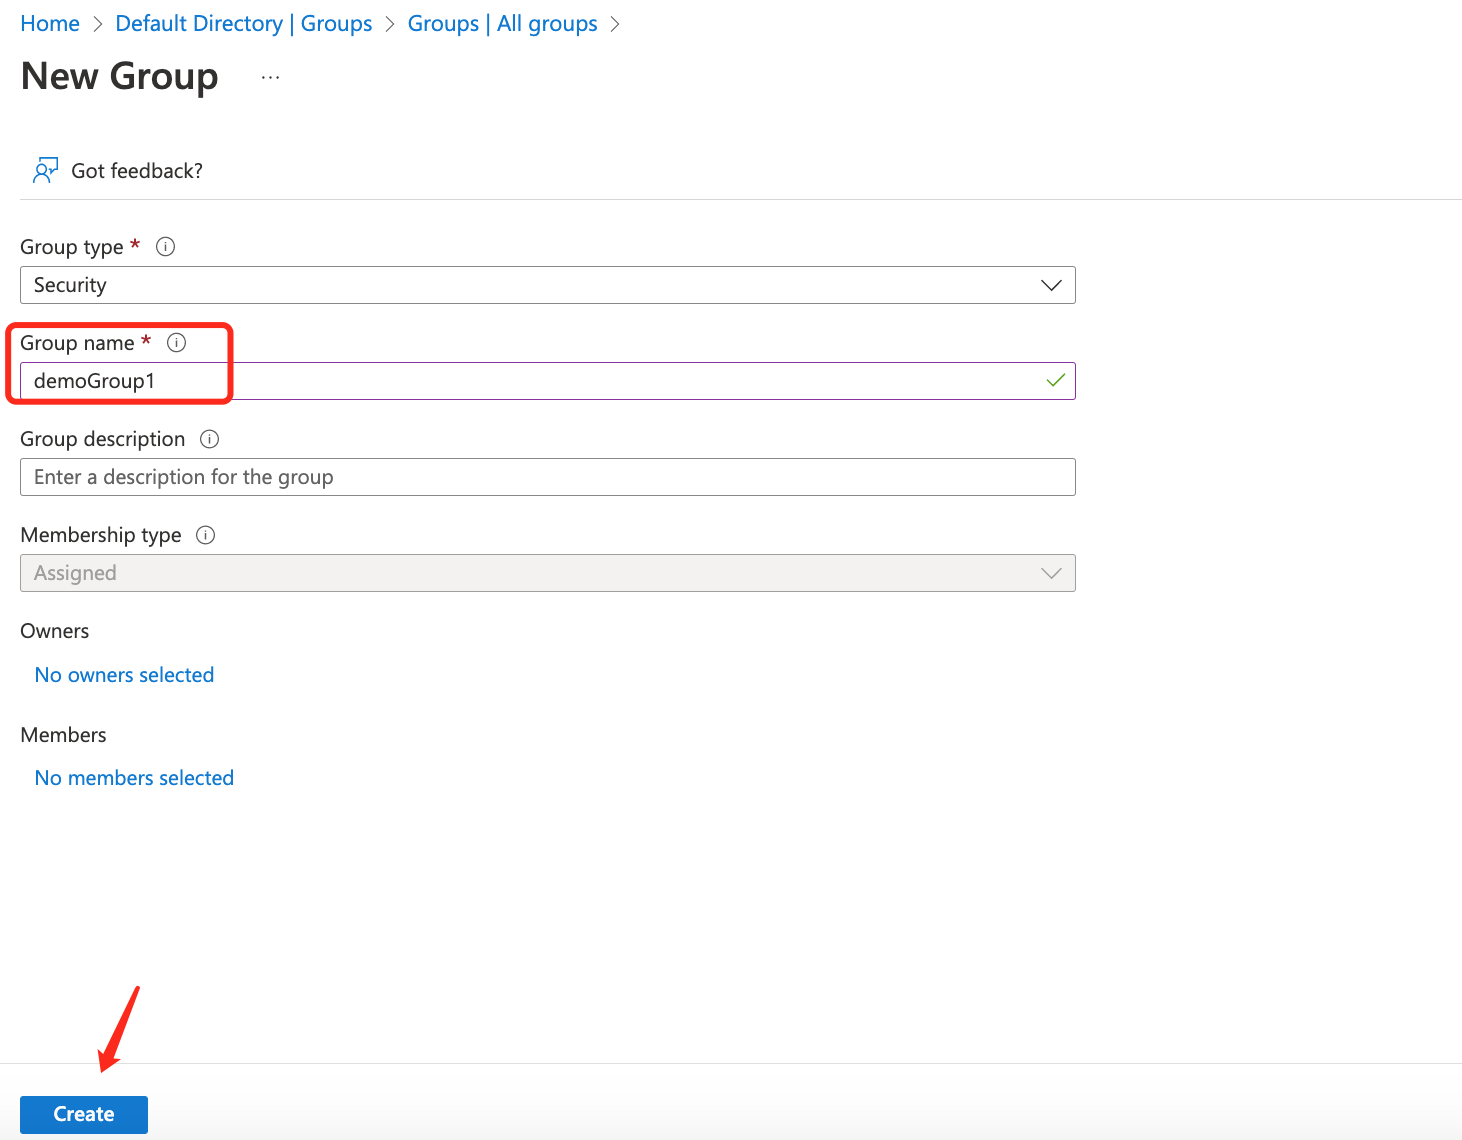 Home > Default Directory | Groups > Groups | All groups >
New Group ...
Got feedback?
Group type *
Security
Group name *
demoGroup1
Group description
Enter a description for the group
Membership type
Assigned
Owners
No owners selected
Members
No members selected
Create